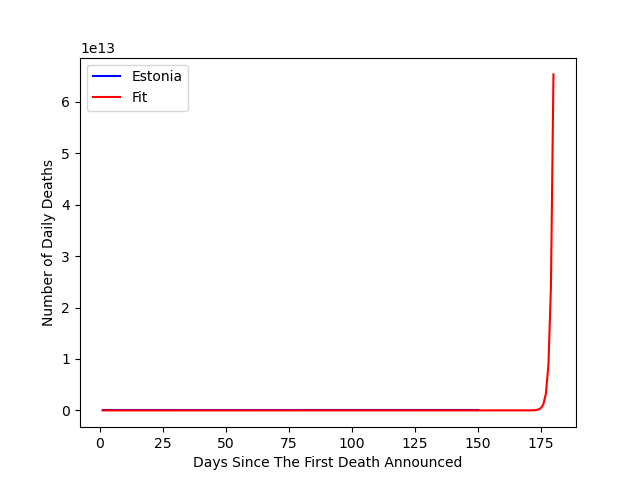 1e13
Estonia
Fit
6
5
4
3
2
1
0
Number of Daily Deaths
0 25 50 75 100 125 150 175
Days Since The First Death Announced